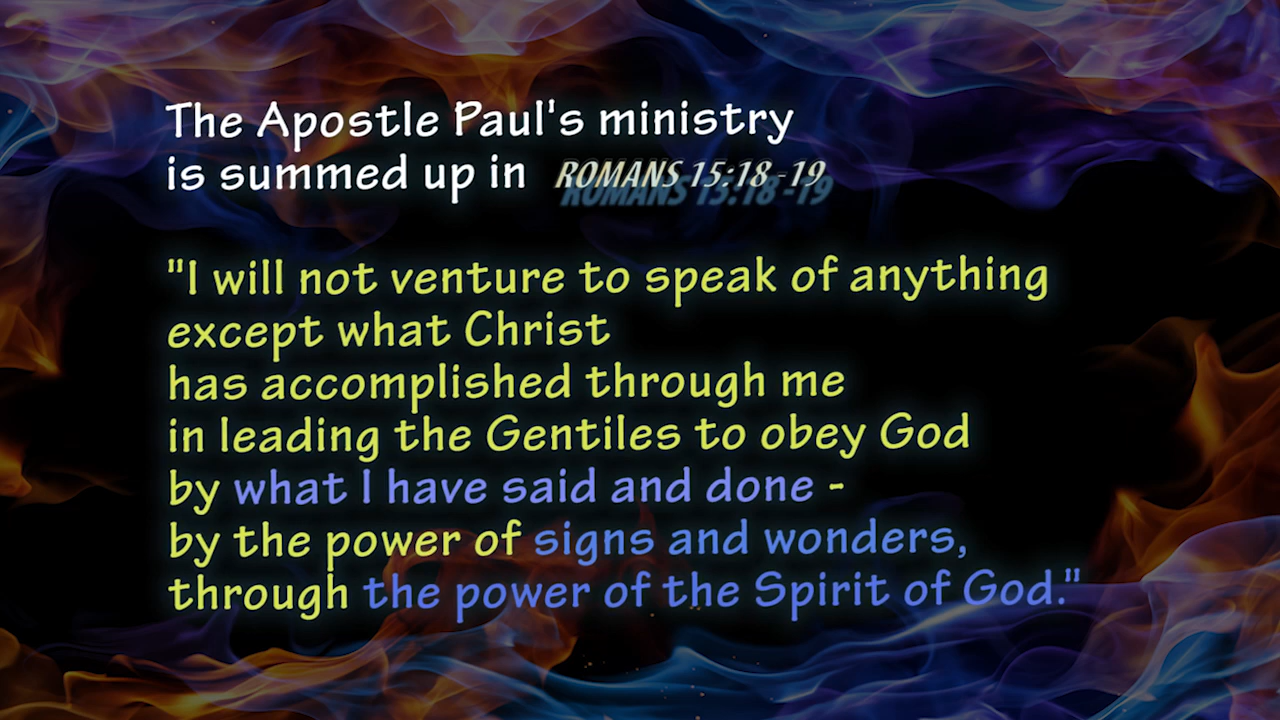 The Apostle Paul's ministry
is summed up in ROMANS 15:18 -19
"I will not venture to speak of anything
except what Christ
has accomplished through me
in leading the Gentiles to obey God
by what I have said and done -
by the power of signs and wonders,
through the power of the Spirit of God."